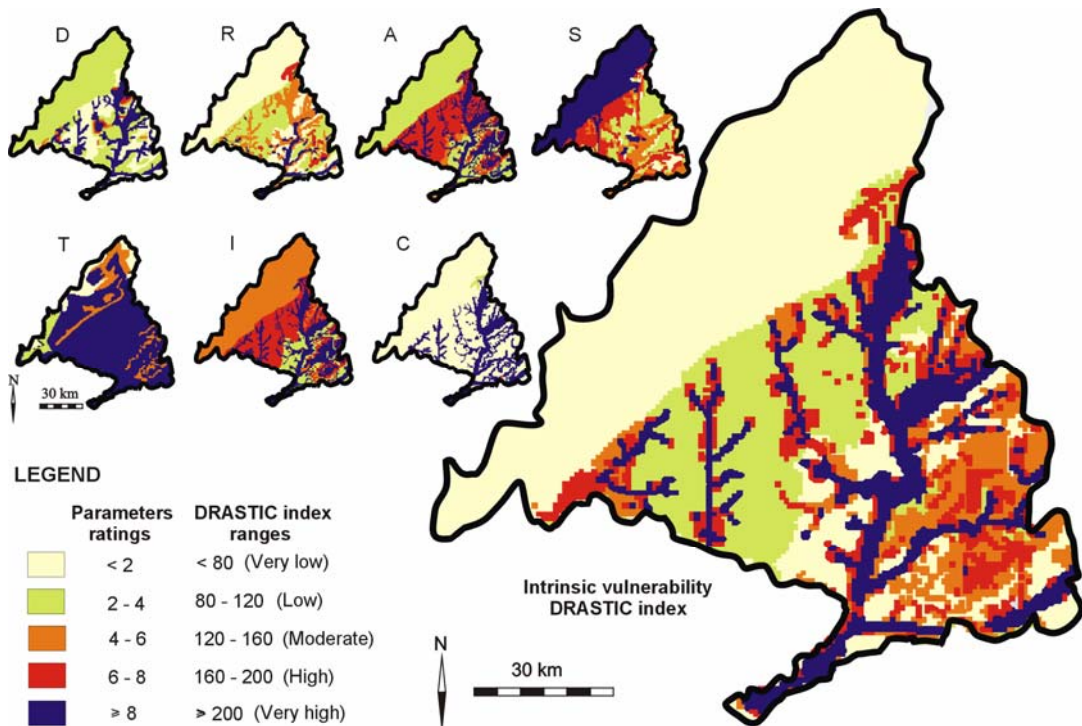 D R A S
T I C
N
30 km
LEGEND
Parameters ratings DRASTIC index ranges
< 2 < 80 (Very low)
2 - 4 80 - 120 (Low)
4 - 6 120 - 160 (Moderate)
6 - 8 160 - 200 (High)
⩾ 8 ⩾ 200 (Very high)
Intrinsic vulnerability
DRASTIC index
N
30 km